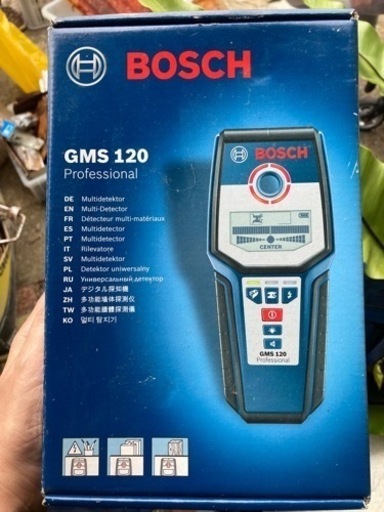 BOSCH
GMS 120
Professional
DE Multidetektor
EN Multi-Detector
FR Détecteur multi-matériaux
ES Multidetector
PT Multidetector
IT Rilevatore
SV Multidetektor
PL Detektor uniwersalny
RU Универсальный детектор
JA デジタル探知機
ZH 多功能墙体探测仪
TW 多功能牆體探測儀
KO 멀티 탐지기
BOSCH
CENTER
GMS 120
Professional